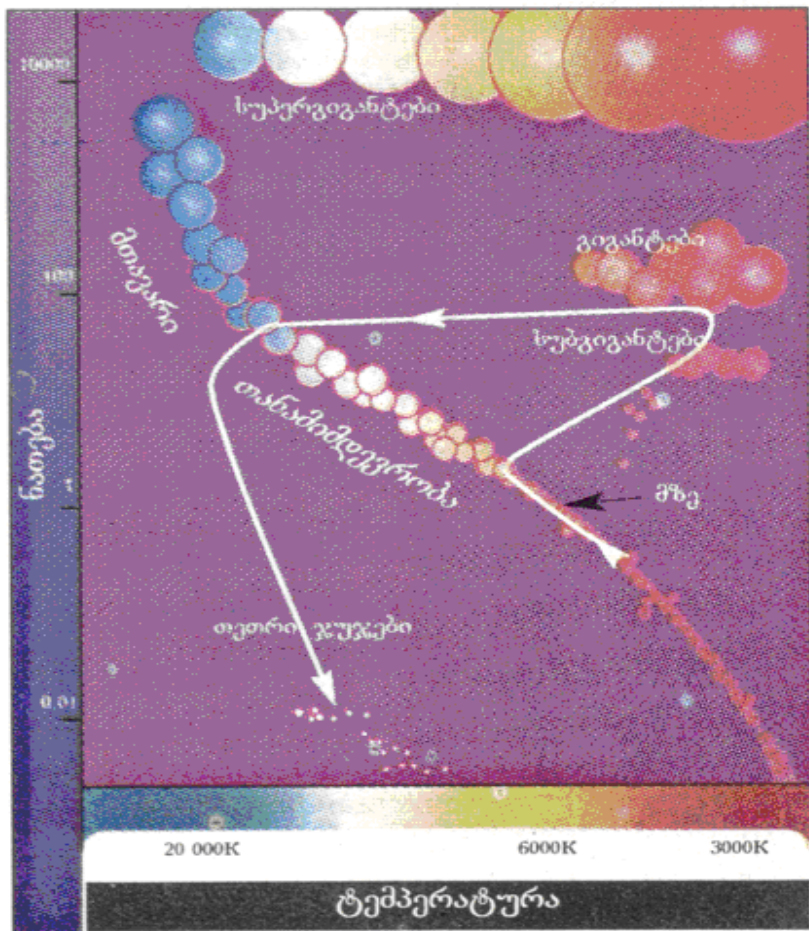 10000
სუპერგიგანტები
მთავარი
გიგანტები
100
სუბგიგანტები
თანამიმდევრობა
ნათება
1
მზე
თეთრი ჯუჯები
0.01
20 000K
6000K
3000K
ტემპერატურა